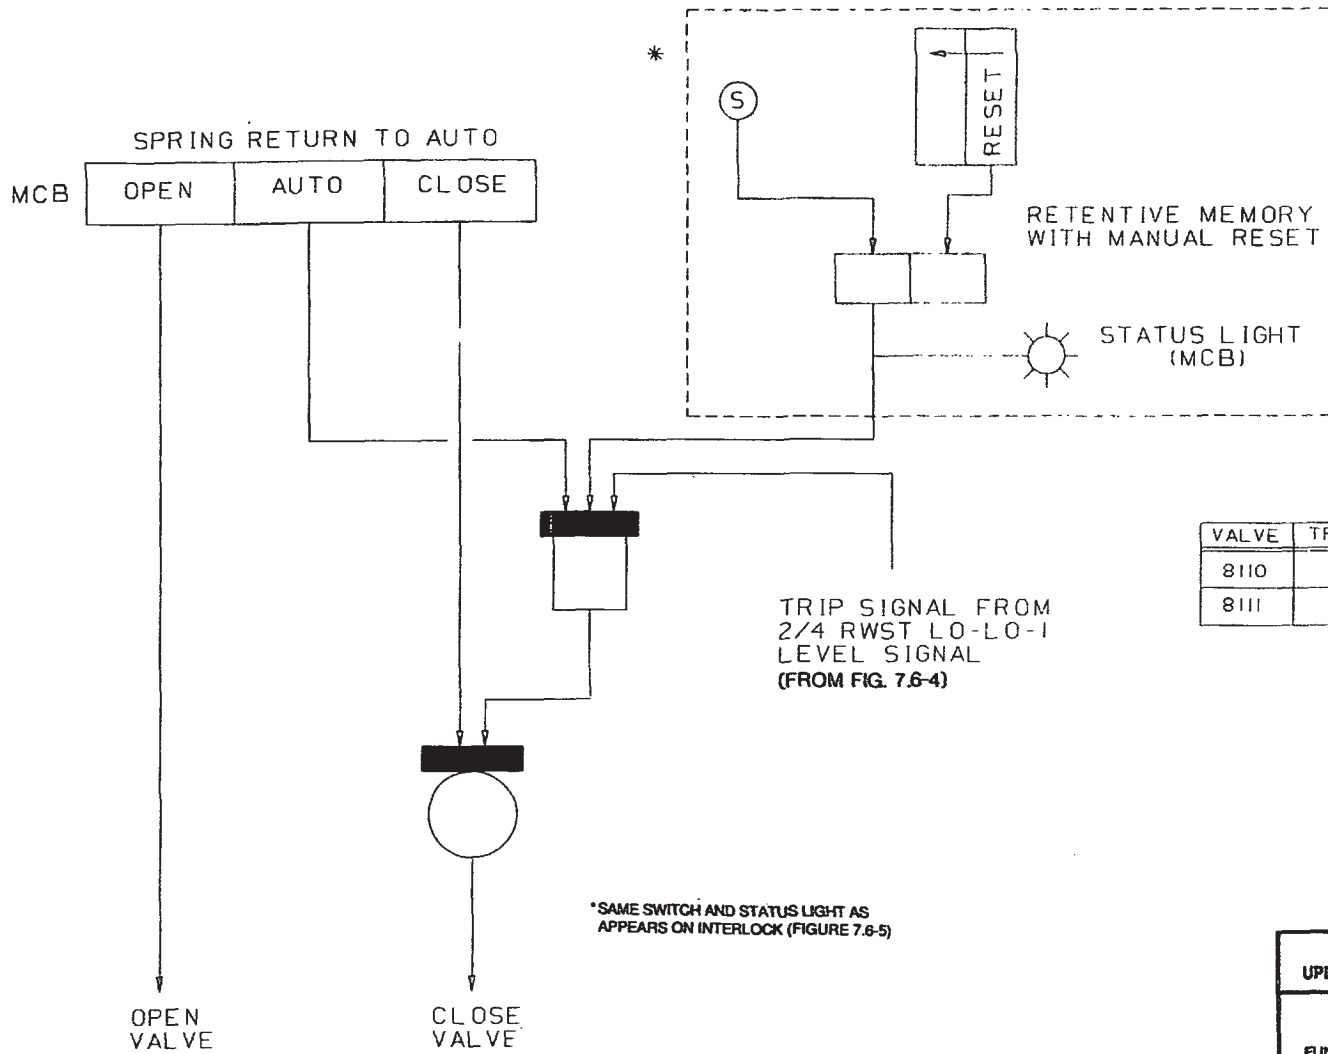 *
S
RESET
SPRING RETURN TO AUTO
MCB OPEN AUTO CLOSE
RETENTIVE MEMORY
WITH MANUAL RESET
STATUS LIGHT
(MCB)
VALVE
8110
8111
TRIP SIGNAL FROM
2/4 RWST LO-LO-1
LEVEL SIGNAL
(FROM FIG. 7.6-4)
*SAME SWITCH AND STATUS LIGHT AS
APPEARS ON INTERLOCK (FIGURE 7.6-5)
OPEN
VALVE
CLOSE
VALVE